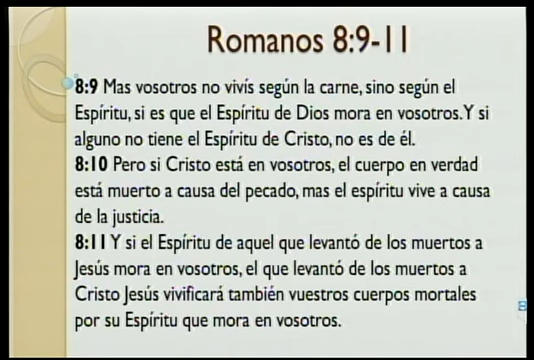 Romanos 8:9-11
8:9 Mas vosotros no vivís según la carne, sino según el
Espíritu, si es que el Espíritu de Dios mora en vosotros. Y si
alguno no tiene el Espíritu de Cristo, no es de él.
8:10 Pero si Cristo está en vosotros, el cuerpo en verdad
está muerto a causa del pecado, mas el espíritu vive a causa
de la justicia.
8:11 Y si el Espíritu de aquel que levantó de los muertos a
Jesús mora en vosotros, el que levantó de los muertos a
Cristo Jesús vivificará también vuestros cuerpos mortales
por su Espíritu que mora en vosotros.